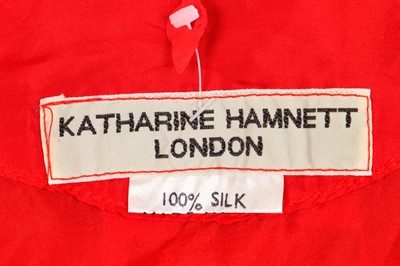 KATHARINE HAMNETT
LONDON
100% SILK